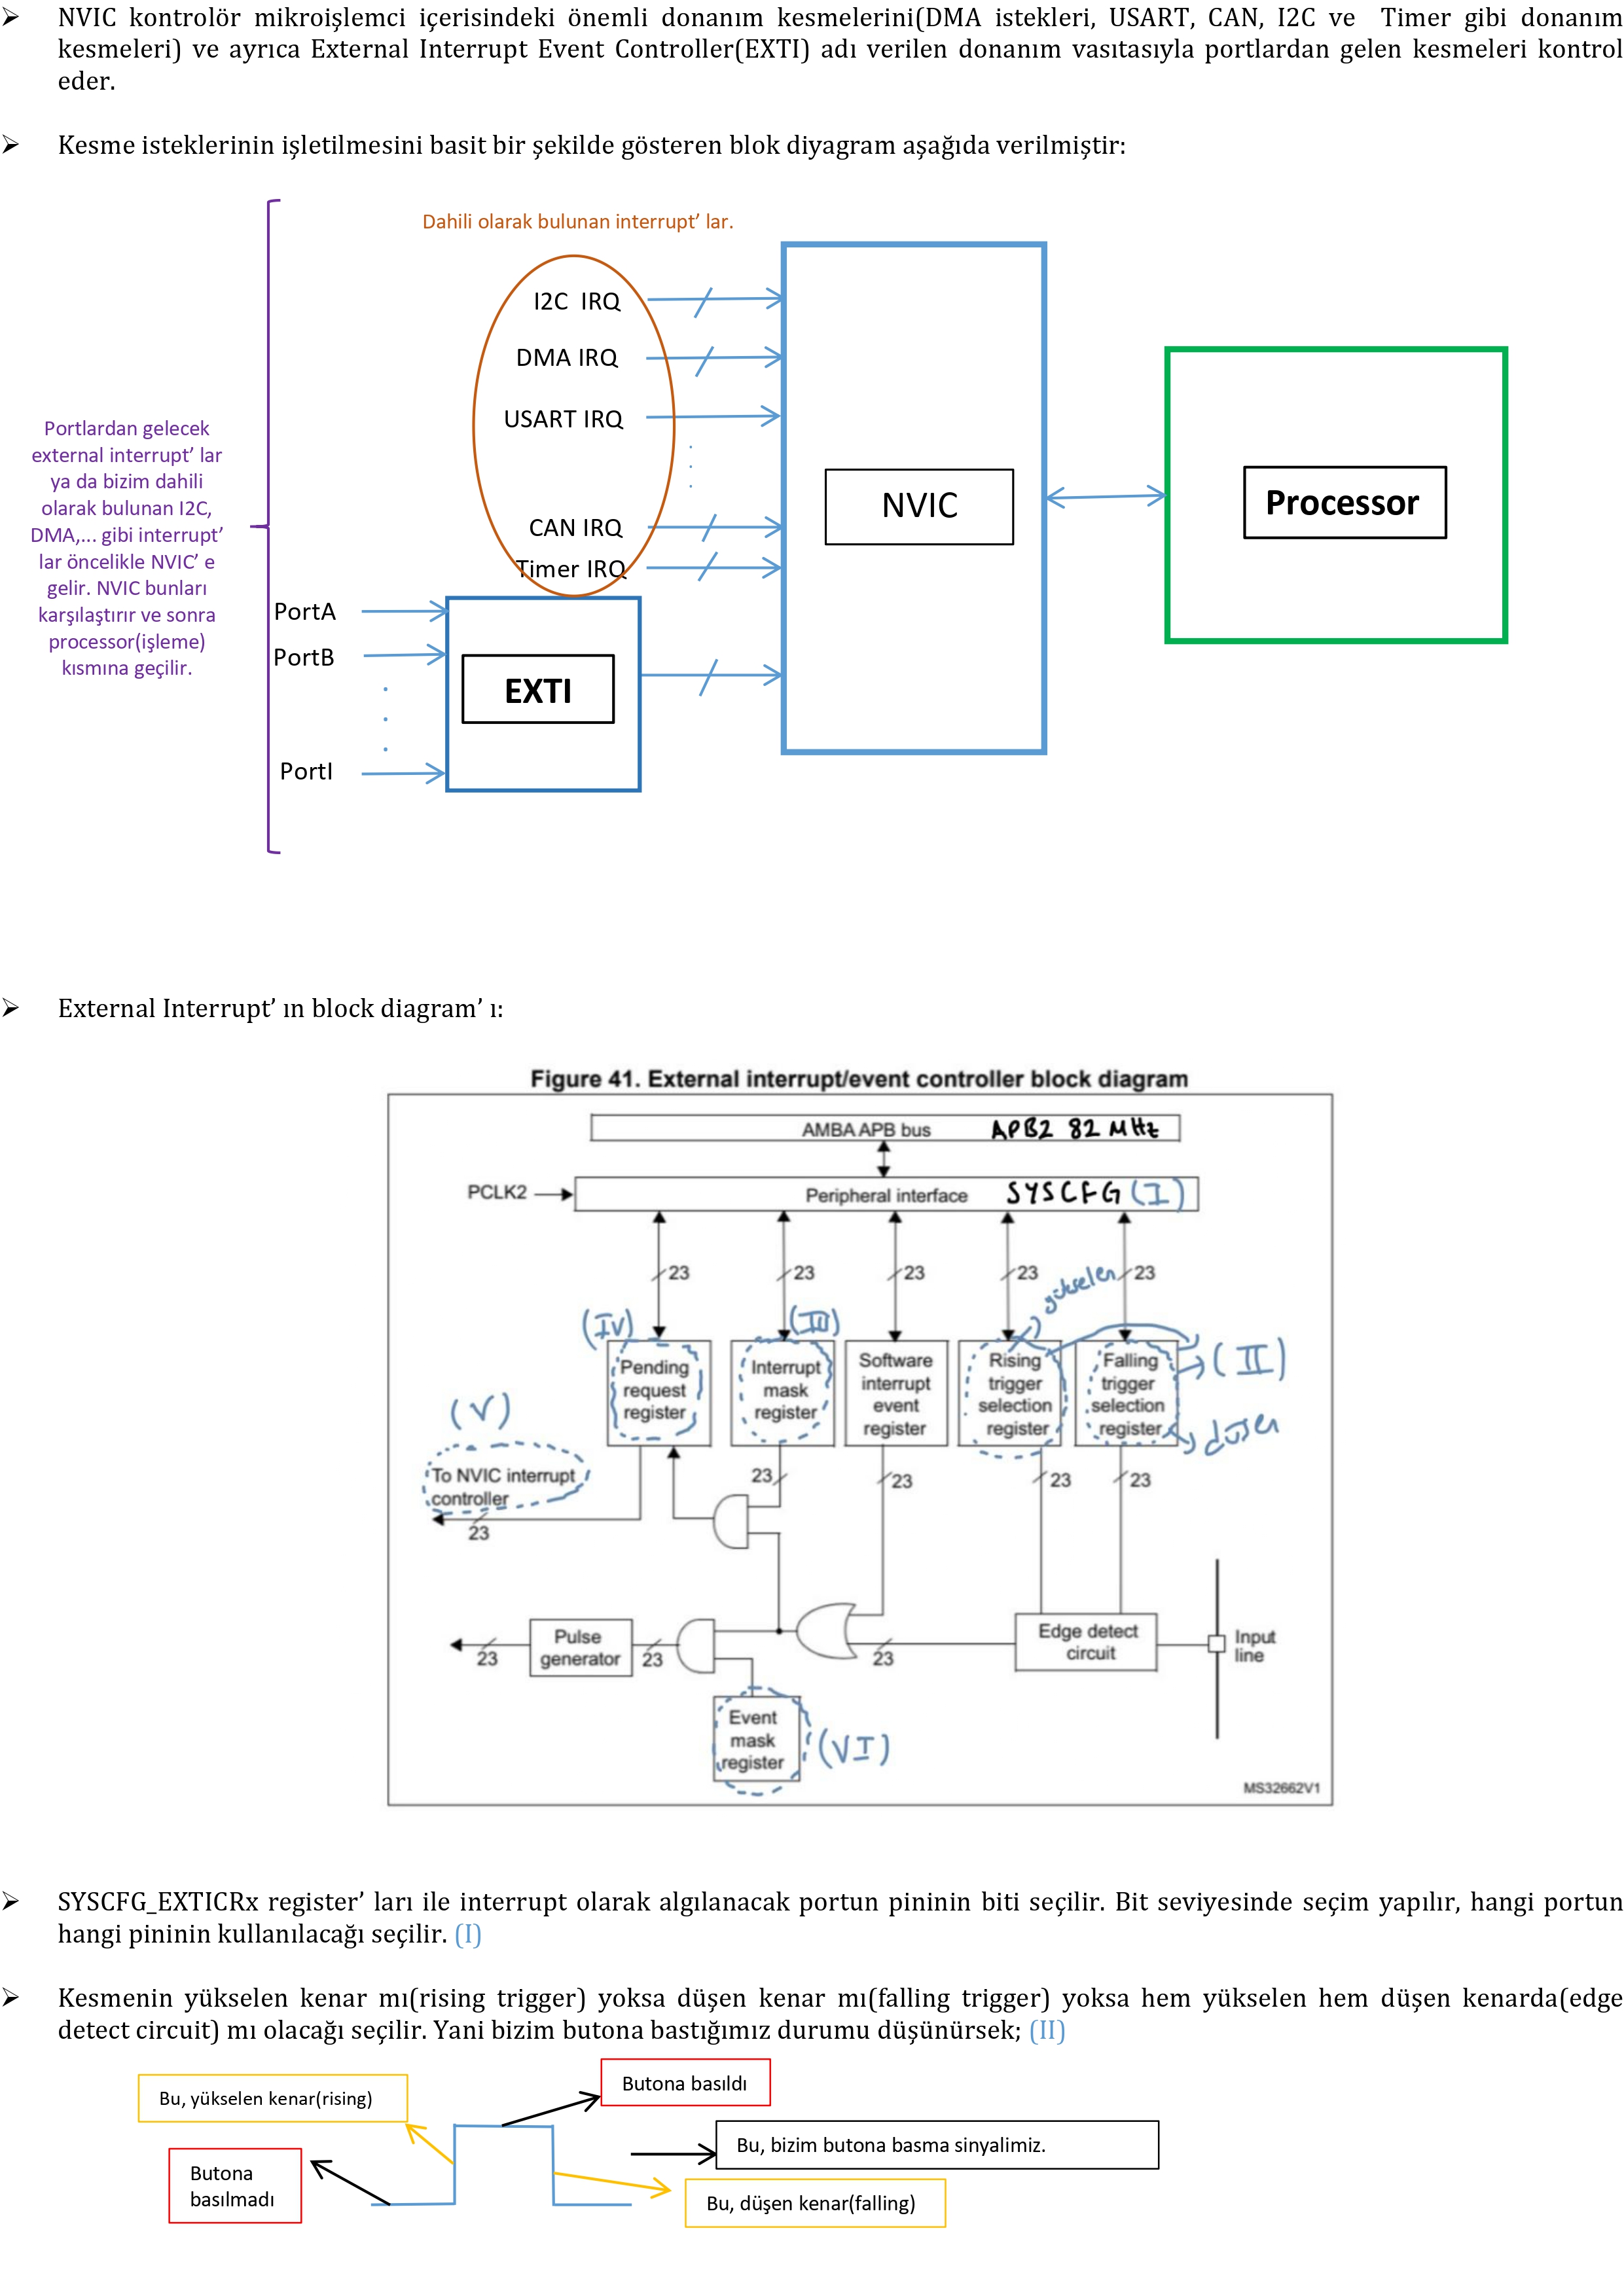 NVIC kontrolör mikroişlemci içerisindeki önemli donanım kesmelerini(DMA istekleri, USART, CAN, I2C ve Timer gibi donanım
kesmeleri) ve ayrıca External Interrupt Event Controller(EXTI) adı verilen donanım vasıtasıyla portlardan gelen kesmeleri kontrol
eder.
Kesme isteklerinin işletilmesini basit bir şekilde gösteren blok diyagram aşağıda verilmiştir:
Dahili olarak bulunan interrupt' lar.
I2C IRQ
DMA IRQ
USART IRQ
CAN IRQ
Timer IRQ
NVIC
Processor
Portlardan gelecek
external interrupt' lar
ya da bizim dahili
olarak bulunan I2C,
DMA,... gibi interrupt'
lar öncelikle NVIC' e
gelir. NVIC bunları
karşılaştırır ve sonra
processor(işleme)
kısmına geçilir.
PortA
PortB
PortI
EXTI
External Interrupt' ın block diagram' ı:
Figure 41. External interrupt/event controller block diagram
AMBA APB bus APB2 82 MHz
PCLK2
Peripheral interface SYSCFG (I)
23 23 23 23 23
yükselen
(IV) (III)
Pending
request
register
Interrupt
mask
register
Software
interrupt
event
register
Rising
trigger
selection
register
Falling
trigger
selection
register
(II)
düşen
(V)
To NVIC interrupt
controller
23
23 23 23 23
Pulse
generator
23 23 23
Edge detect
circuit
Input
line
Event
mask
register
(VI)
MS32662V1
SYSCFG_EXTICRx register' ları ile interrupt olarak algılanacak portun pininin biti seçilir. Bit seviyesinde seçim yapılır, hangi portun
hangi pininin kullanılacağı seçilir. (I)
Kesmenin yükselen kenar mı(rising trigger) yoksa düşen kenar mı(falling trigger) yoksa hem yükselen hem düşen kenarda(edge
detect circuit) mı olacağı seçilir. Yani bizim butona bastığımız durumu düşünürsek; (II)
Bu, yükselen kenar(rising)
Butona basıldı
Bu, bizim butona basma sinyalimiz.
Butona
basılmadı
Bu, düşen kenar(falling)